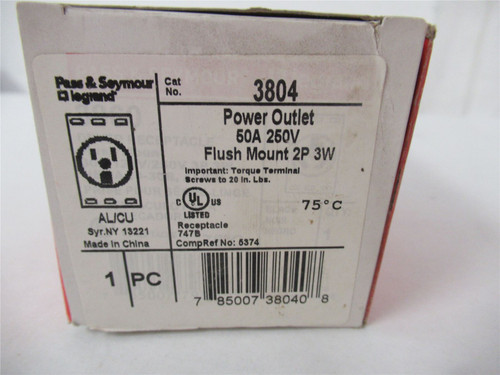 Pass & Seymour
legrand
Cat
No.
3804
Power Outlet
50A 250V
Flush Mount 2P 3W
Important: Torque Terminal
Screws to 20 in. Lbs.
AL/CU
Syr.NY 13221
Made in China
C UL US
LISTED
75°C
Receptacle
747B
CompRef No: 5374
1 PC
7 85007 38040 8